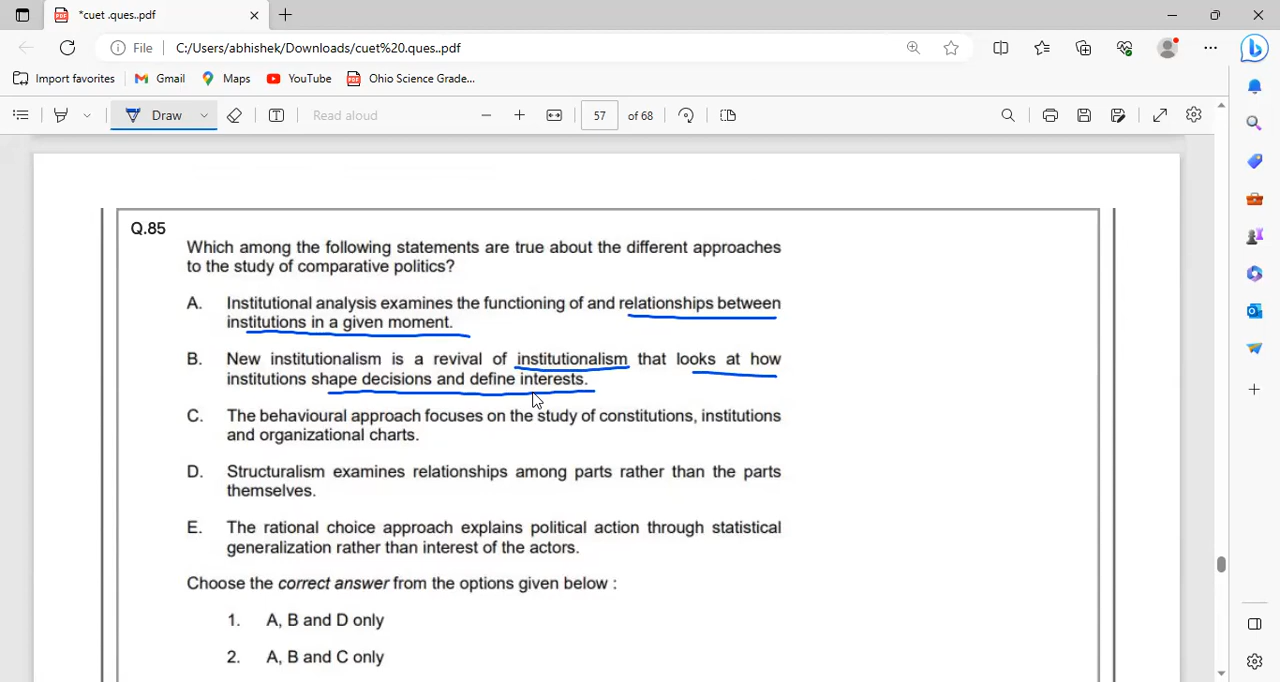 *cuet .ques..pdf
File
C:/Users/abhishek/Downloads/cuet%20.ques..pdf
Import favorites
Gmail
Maps
YouTube
Ohio Science Grade...
Draw
Read aloud
57
of 68
Q.85
Which among the following statements are true about the different approaches
to the study of comparative politics?
A. Institutional analysis examines the functioning of and relationships between
institutions in a given moment.
B. New institutionalism is a revival of institutionalism that looks at how
institutions shape decisions and define interests.
C. The behavioural approach focuses on the study of constitutions, institutions
and organizational charts.
D. Structuralism examines relationships among parts rather than the parts
themselves.
E. The rational choice approach explains political action through statistical
generalization rather than interest of the actors.
Choose the correct answer from the options given below :
1. A, B and D only
2. A, B and C only